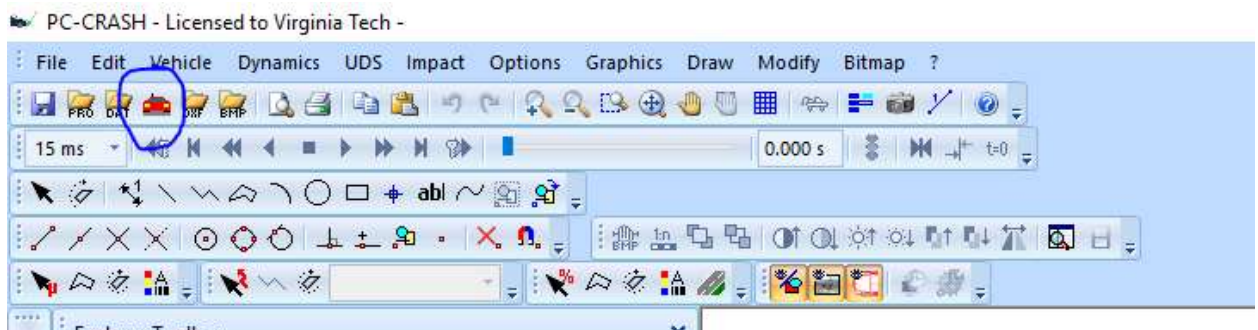 PC-CRASH - Licensed to Virginia Tech -
File Edit Vehicle Dynamics UDS Impact Options Graphics Draw Modify Bitmap ?
PRO DAT DXF BMP
15 ms 0.000 s t=0
abl
BMP 1n
μ A % A